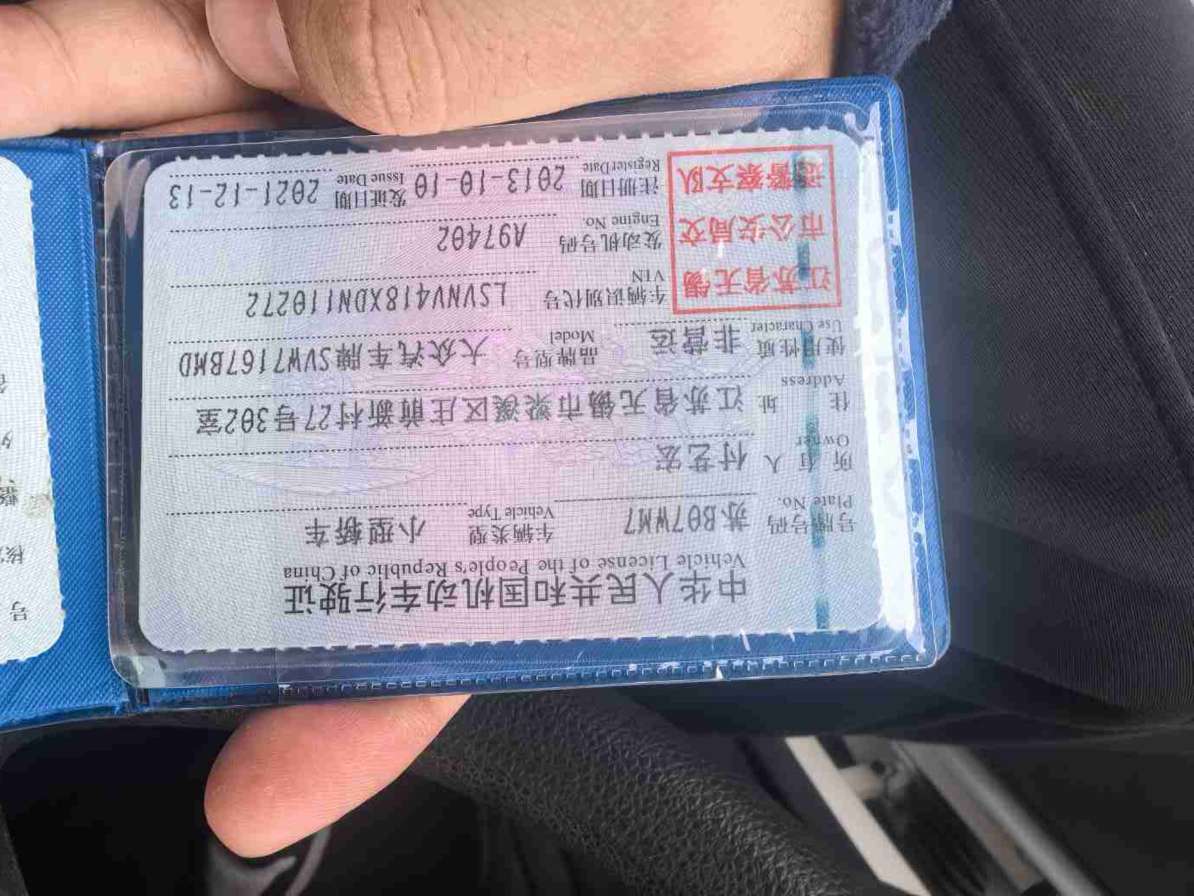 中华人民共和国机动车行驶证
Vehicle License of the People's Republic of China
号牌号码 苏B07WM7 车辆类型 小型轿车
Plate No. Vehicle Type
所有人 付艺宏
Owner
住址 江苏省无锡市梁溪区庄前新村27号302室
Address
使用性质 非营运 品牌型号 大众汽车牌SVW7167BMD
Use Character Model
江苏省无锡
市公安局交
通警察支队
车辆识别代号 LSVNV418XDN110272
VIN
发动机号码 A97402
Engine No.
注册日期 2013-10-10 发证日期 2021-12-13
Register Date Issue Date
号
核